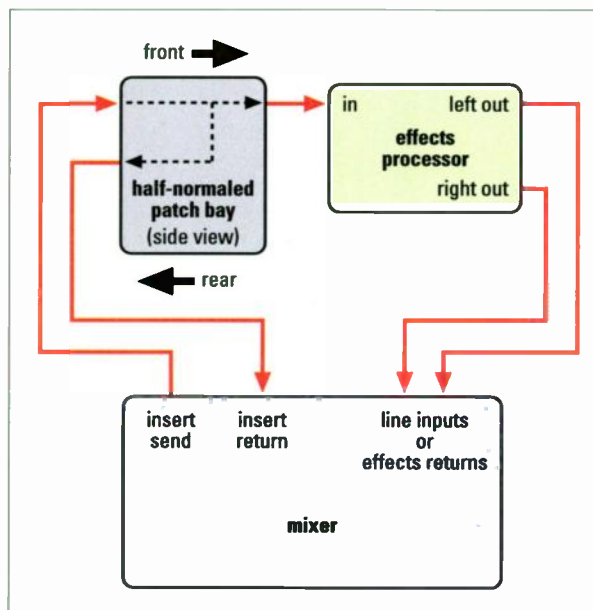 front
in left out
effects
processor
right out
half-normaled
patch bay
(side view)
rear
insert
send
insert
return
line inputs
or
effects returns
mixer